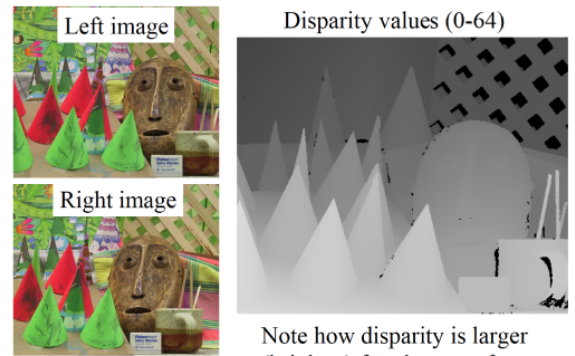 Left image
Disparity values (0-64)
Right image
Note how disparity is larger